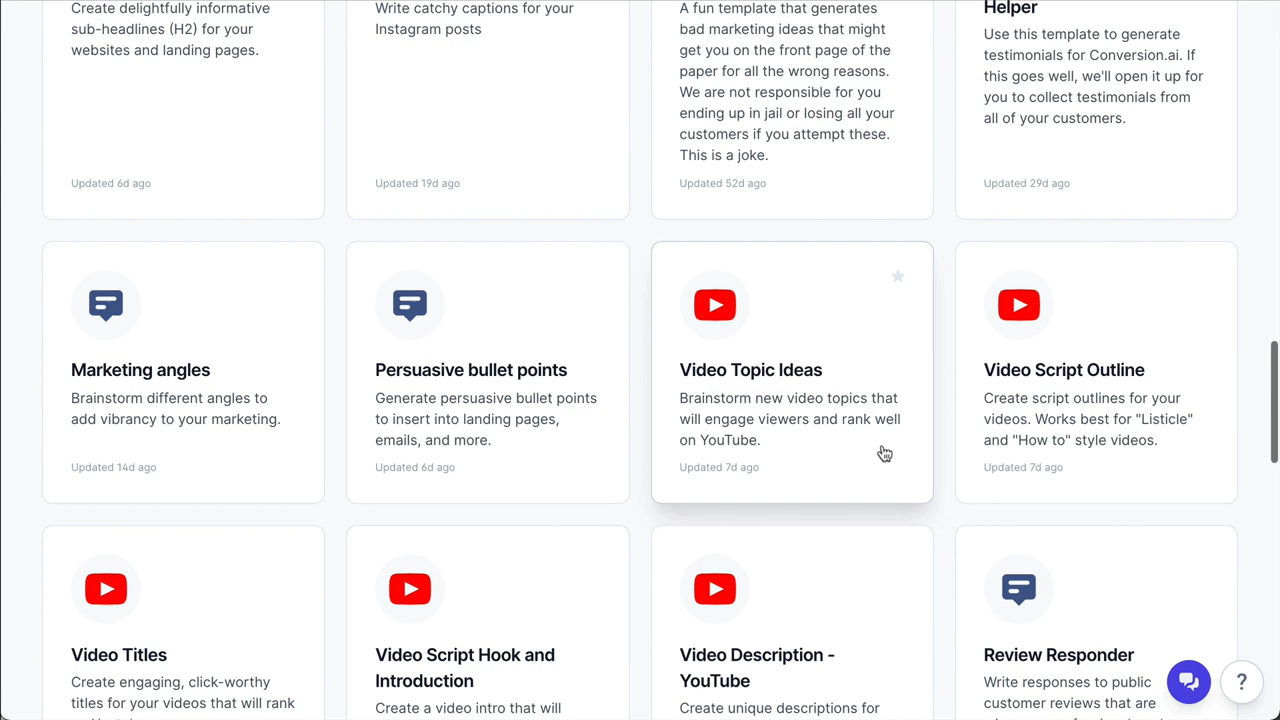 Create delightfully informative
sub-headlines (H2) for your
websites and landing pages.
Updated 6d ago
Write catchy captions for your
Instagram posts
Updated 19d ago
A fun template that generates
bad marketing ideas that might
get you on the front page of the
paper for all the wrong reasons.
We are not responsible for you
ending up in jail or losing all your
customers if you attempt these.
This is a joke.
Updated 52d ago
Helper
Use this template to generate
testimonials for Conversion.ai. If
this goes well, we'll open it up for
you to collect testimonials from
all of your customers.
Updated 29d ago
Marketing angles
Brainstorm different angles to
add vibrancy to your marketing.
Updated 14d ago
Persuasive bullet points
Generate persuasive bullet points
to insert into landing pages,
emails, and more.
Updated 6d ago
Video Topic Ideas
Brainstorm new video topics that
will engage viewers and rank well
on YouTube.
Updated 7d ago
Video Script Outline
Create script outlines for your
videos. Works best for "Listicle"
and "How to" style videos.
Updated 7d ago
Video Titles
Create engaging, click-worthy
titles for your videos that will rank
Video Script Hook and
Introduction
Create a video intro that will
Video Description -
YouTube
Create unique descriptions for
Review Responder
Write responses to public
customer reviews that are
?